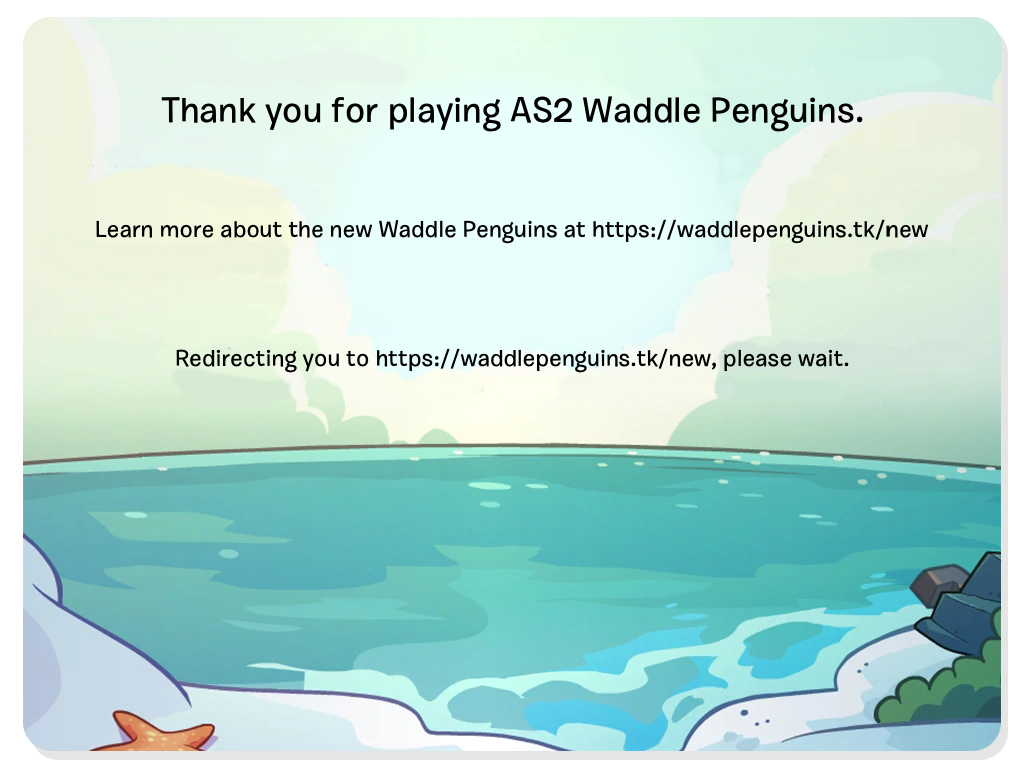 Thank you for playing AS2 Waddle Penguins.
Learn more about the new Waddle Penguins at https://waddlepenguins.tk/new
Redirecting you to https://waddlepenguins.tk/new, please wait.